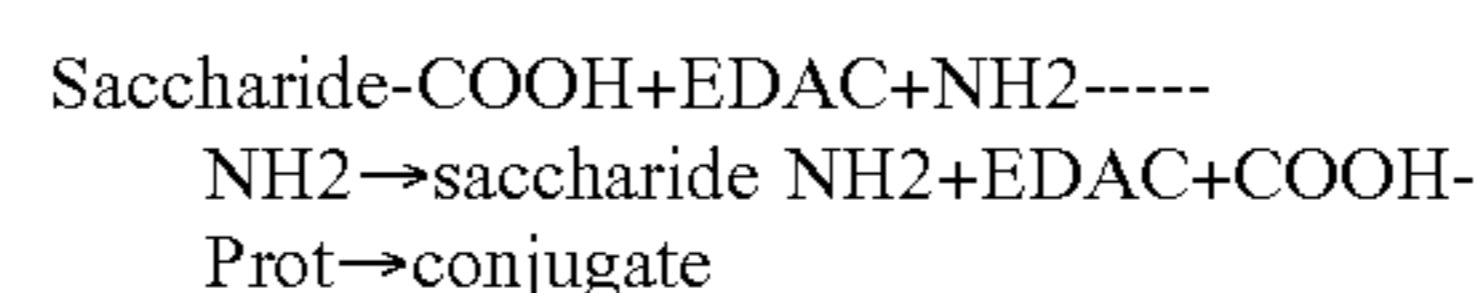 Saccharide-COOH+EDAC+NH2-----
NH2→saccharide NH2+EDAC+COOH-
Prot→conjugate